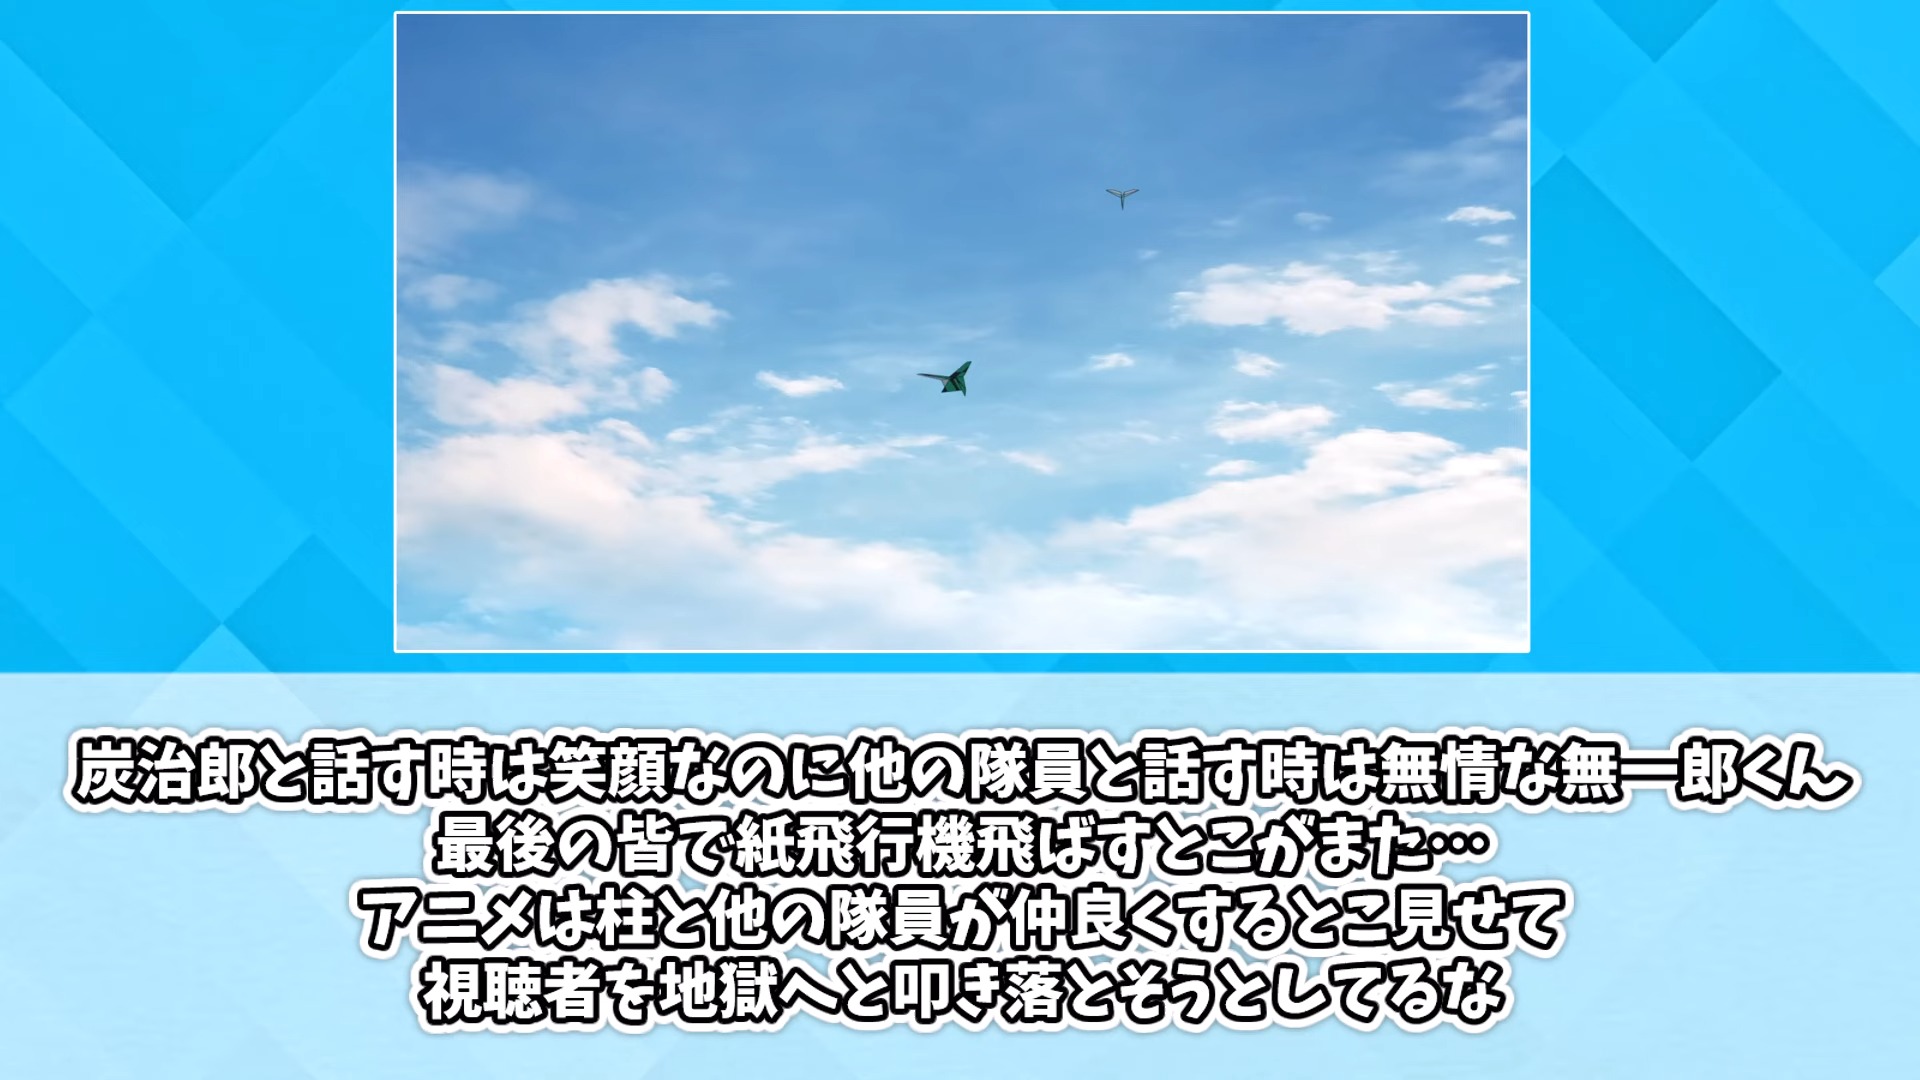 炭治郎と話す時は笑顔なのに他の隊員と話す時は無情な無一郎くん
最後の皆で紙飛行機飛ばすとこがまた…
アニメは柱と他の隊員が仲良くするとこ見せて
視聴者を地獄へと叩き落とそうとしてるな